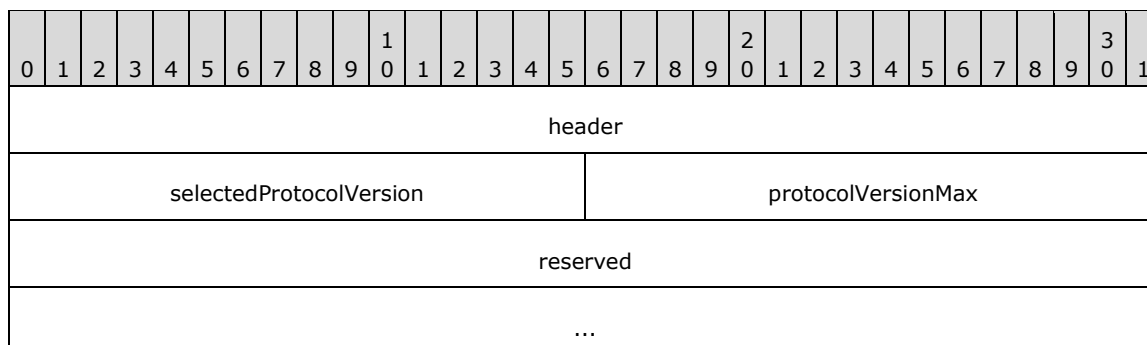 1 2 3
0 1 2 3 4 5 6 7 8 9 0 1 2 3 4 5 6 7 8 9 0 1 2 3 4 5 6 7 8 9 0 1
header
selectedProtocolVersion protocolVersionMax
reserved
...